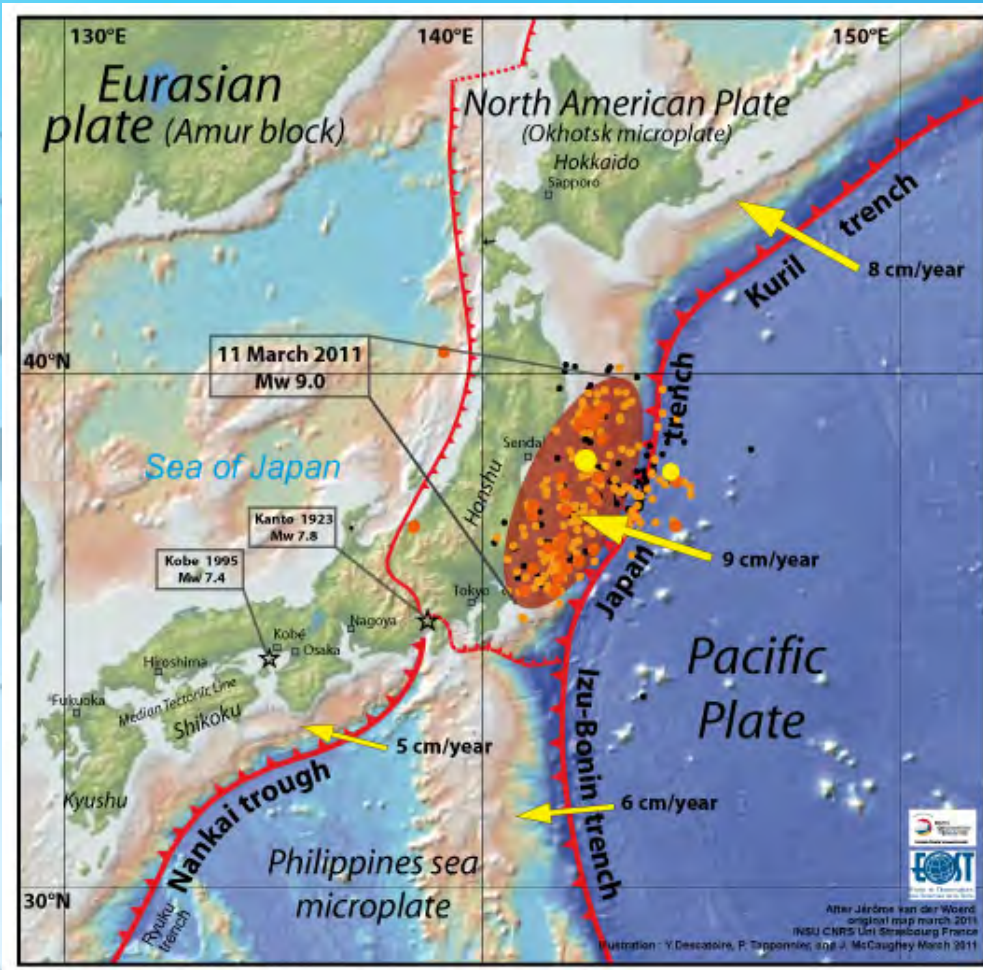 130°E
140°E
150°E
Eurasian
plate (Amur block)
North American Plate
(Okhotsk microplate)
Hokkaido
Sapporo
trench
Kuril
8 cm/year
11 March 2011
Mw 9.0
40°N
trench
Sea of Japan
Sendai
Honshu
Kanto 1923
Mw 7.8
Kobe 1995
Mw 7.4
9 cm/year
Japan
Tokyo
Nagoya
Kobé
Osaka
Hiroshima
Median Tectonic Line
Fukuoka
Shikoku
Pacific
Plate
Izu-Bonin trench
5 cm/year
6 cm/year
Kyushu
Nankai trough
Philippines sea
microplate
30°N
Ryuku
trench
EOST
After Jérôme van der Woerd
original map march 2011
INSU CNRS Uni Strasbourg France
Illustration : Y Descatoire, P. Tapponnier, and J. McCaughey March 2011